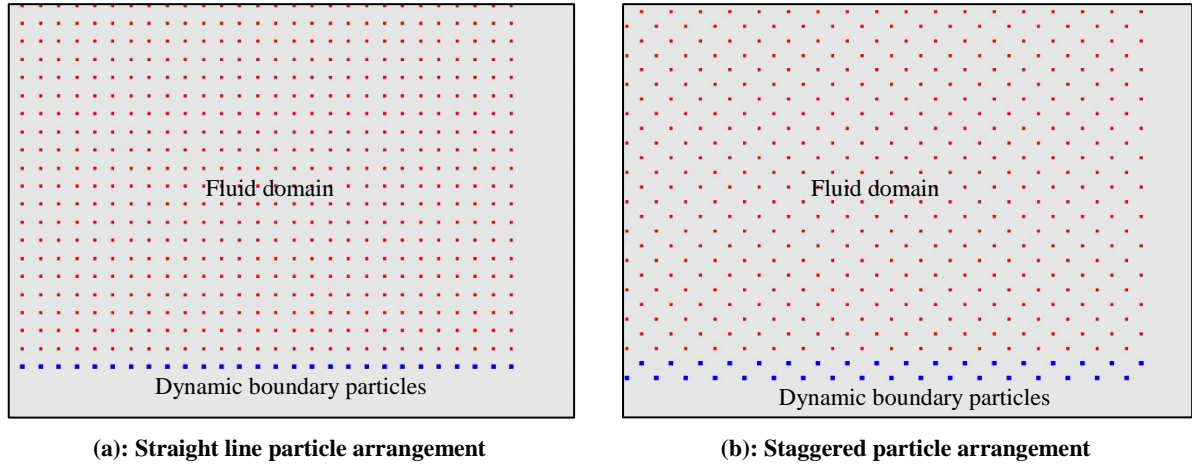 Fluid domain
Fluid domain
Dynamic boundary particles
Dynamic boundary particles
(a): Straight line particle arrangement
(b): Staggered particle arrangement